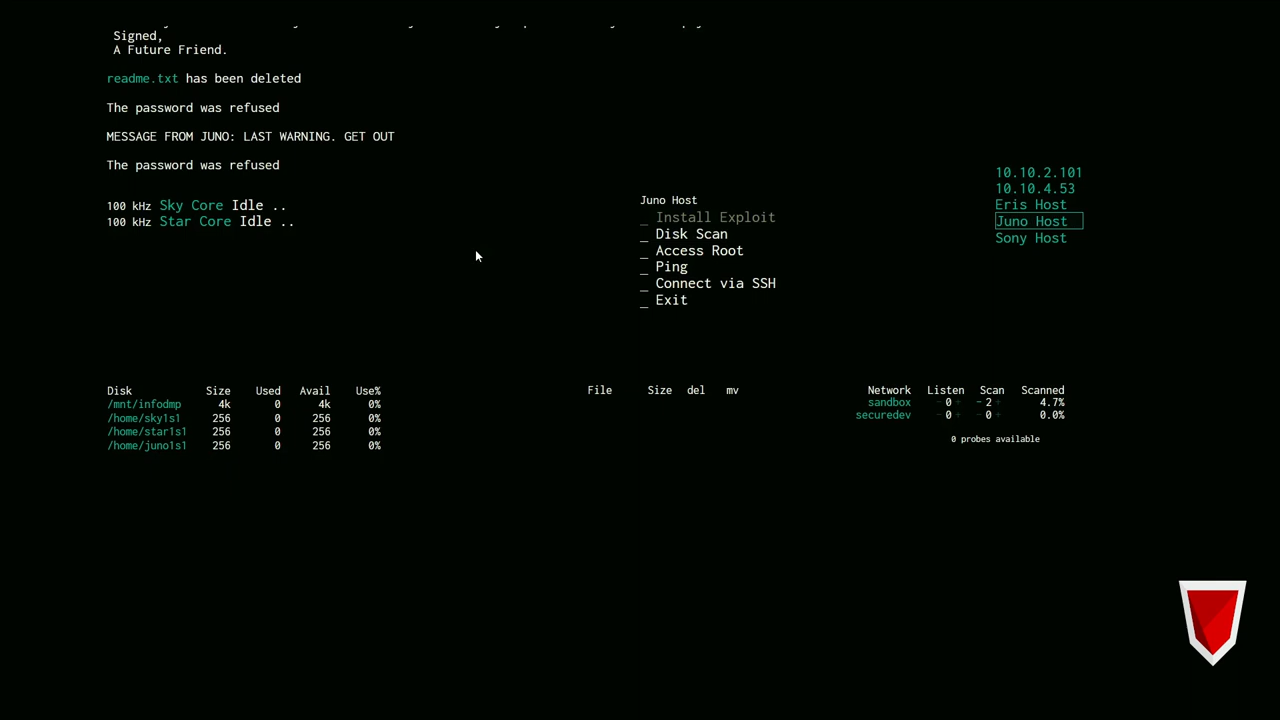 Signed,
A Future Friend.
readme.txt has been deleted
The password was refused
MESSAGE FROM JUNO: LAST WARNING. GET OUT
The password was refused
100 kHz Sky Core Idle ..
100 kHz Star Core Idle ..
Juno Host
_ Install Exploit
_ Disk Scan
_ Access Root
_ Ping
_ Connect via SSH
_ Exit
10.10.2.101
10.10.4.53
Eris Host
Juno Host
Sony Host
Disk Size Used Avail Use%
/mnt/infodmp 4k 0 4k 0%
/home/sky1s1 256 0 256 0%
/home/star1s1 256 0 256 0%
/home/juno1s1 256 0 256 0%
File Size del mv
Network Listen Scan Scanned
sandbox - 0 + - 2 + 4.7%
securedev - 0 + - 0 + 0.0%
0 probes available